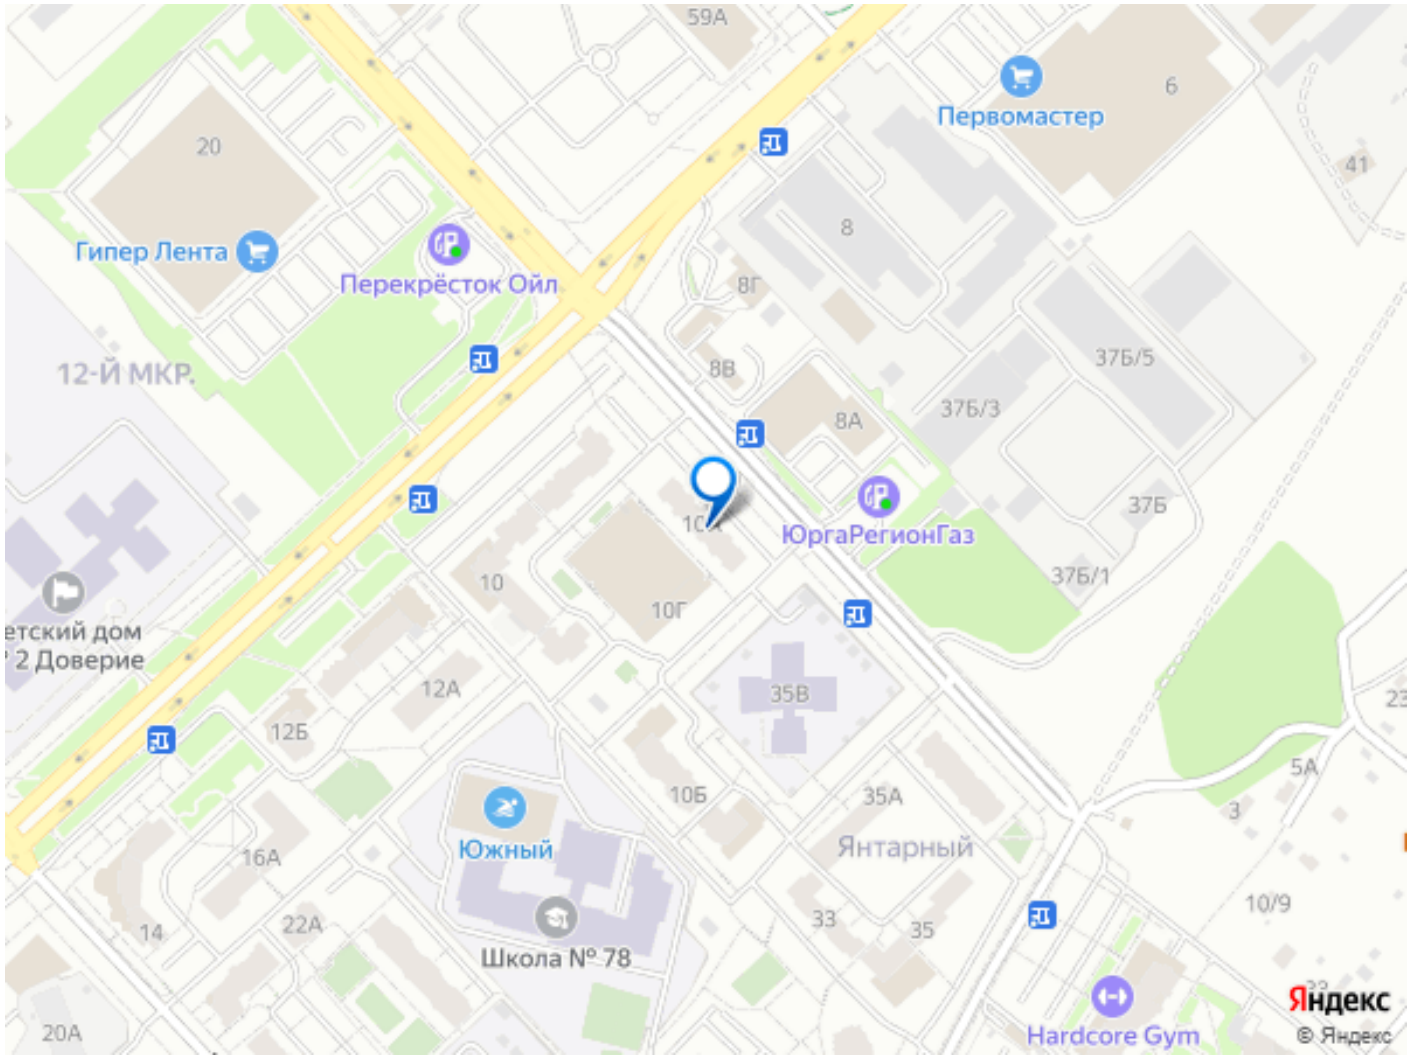 59А
6
Первомастер
20
41
8
Гипер Лента
Перекрёсток Ойл
8Г
12-Й МКР.
8В
37Б/5
37Б/3
8А
37Б
10
ЮргаРегионГаз
37Б/1
10Г
етский дом
2 Доверие
12А
35В
12Б
23
5А
10Б
35А
3
Южный
Янтарный
16А
10/9
33
35
14
22А
Школа № 78
20А
Hardcore Gym
Яндекс
© Яндекс